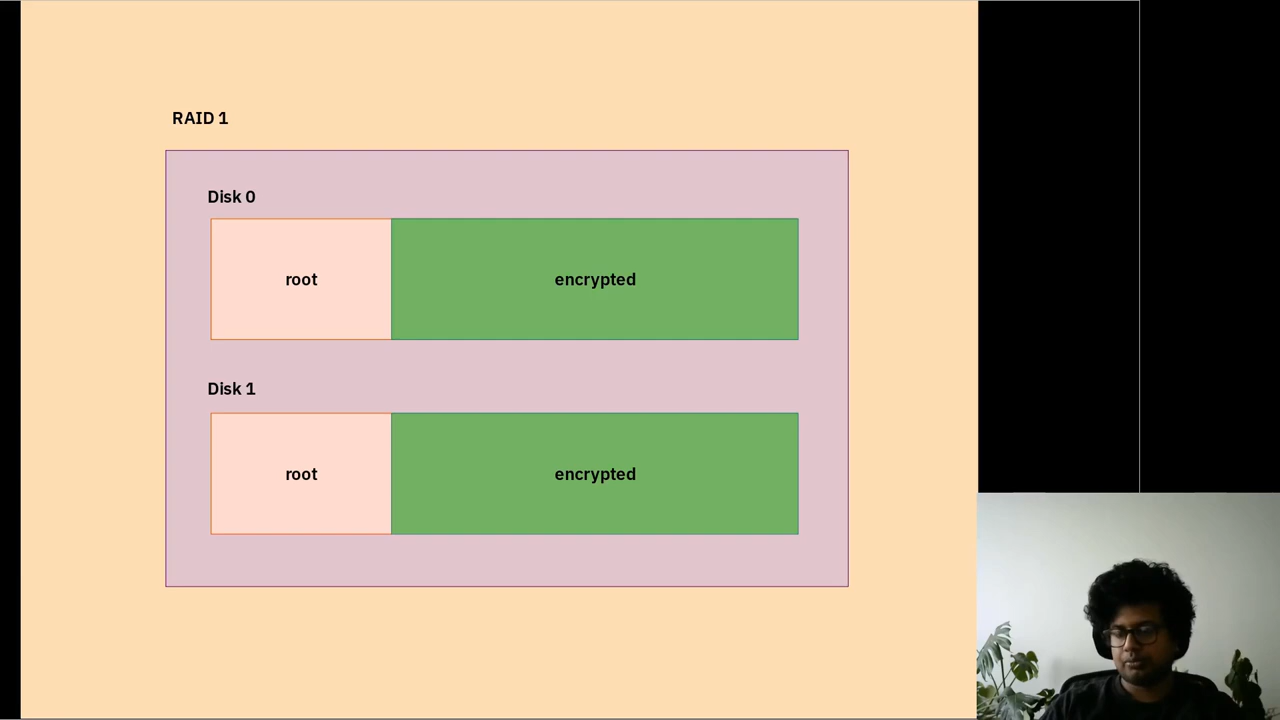 RAID 1
Disk 0
root
encrypted
Disk 1
root
encrypted